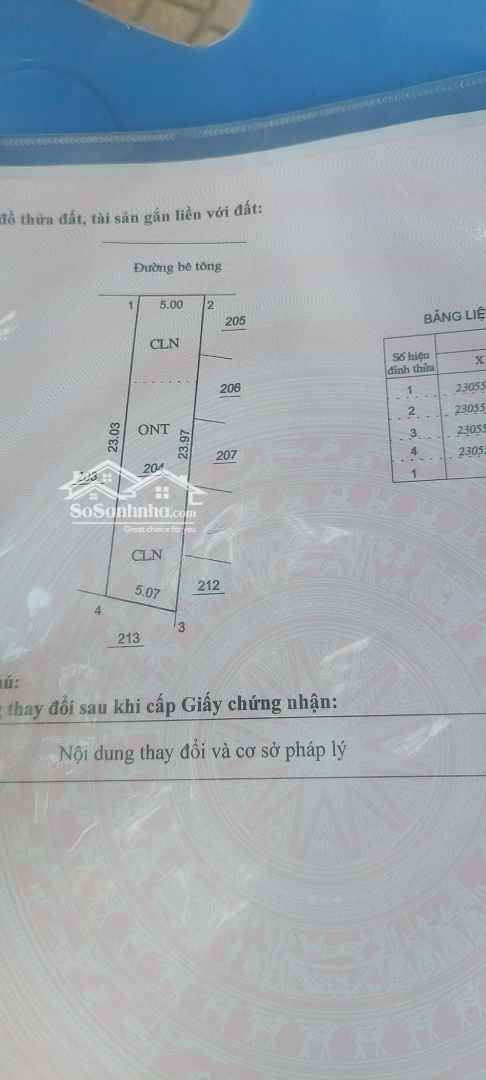 đồ thửa đất, tài sản gắn liền với đất:
Đường bê tông
1 5.00 2
205
CLN
206
ONT
23.03
23.97
207
204
SoSanhnha.com
Great choice for you
CLN
212
5.07
4
3
213
BẢNG LIỆ
Số hiệu
đỉnh thửa
X
1 23055
2 23055
3 23055
4 2305
1
ú:
thay đổi sau khi cấp Giấy chứng nhận:
Nội dung thay đổi và cơ sở pháp lý